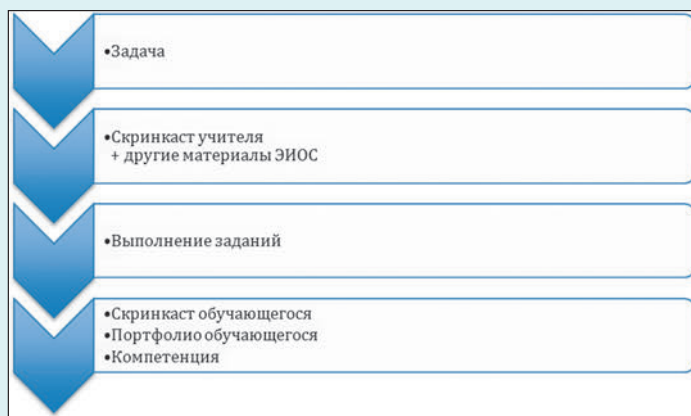 •Задача
•Скринкаст учителя
+ другие материалы ЭИОС
•Выполнение заданий
•Скринкаст обучающегося
•Портфолио обучающегося
•Компетенция